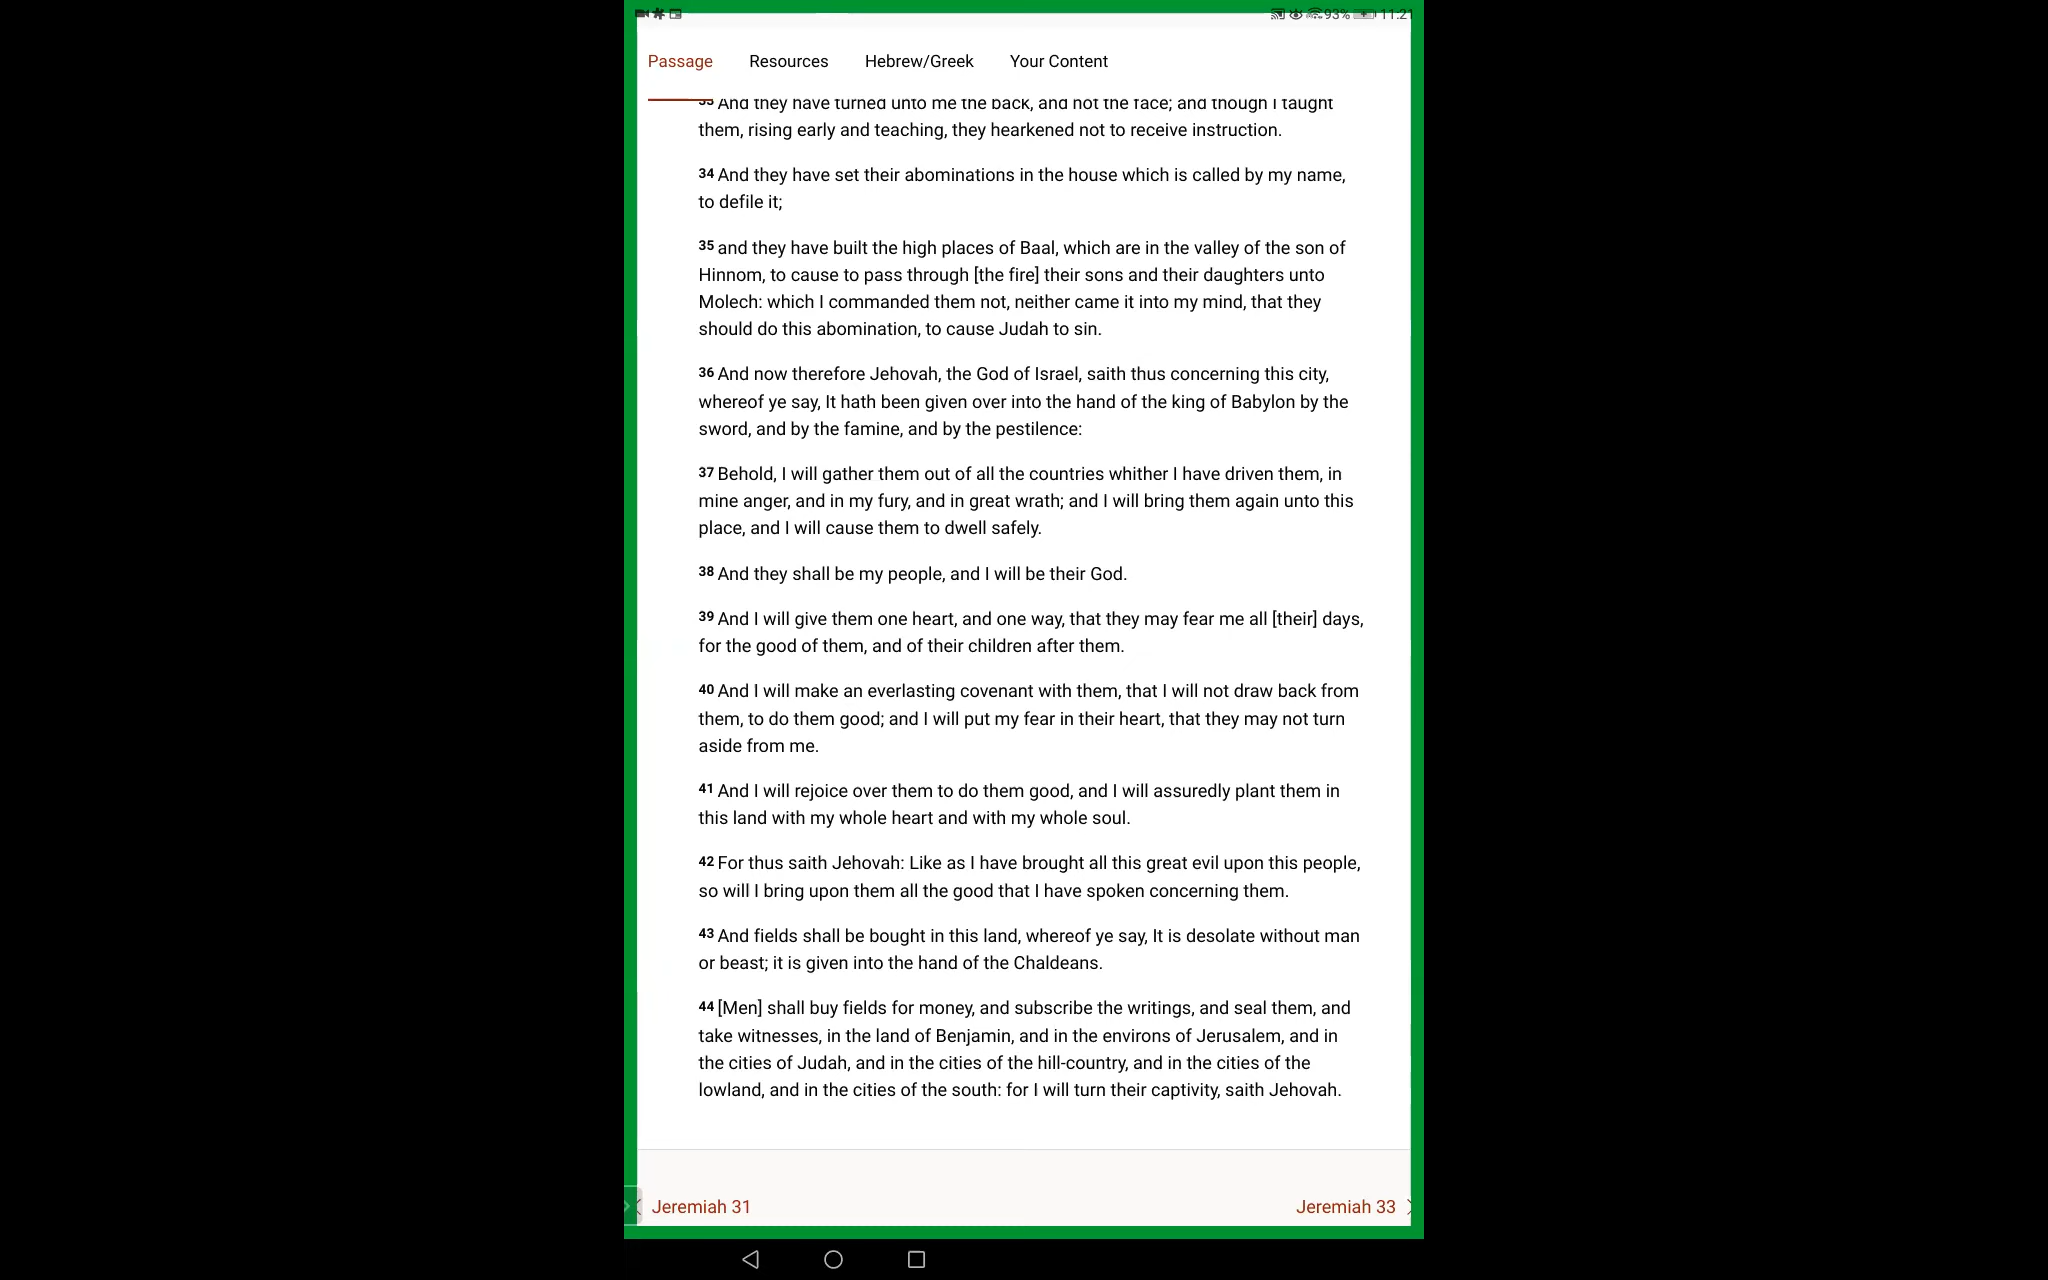 93% 11:21
Passage Resources Hebrew/Greek Your Content
33 And they have turned unto me the back, and not the face; and though I taught
them, rising early and teaching, they hearkened not to receive instruction.
34 And they have set their abominations in the house which is called by my name,
to defile it;
35 and they have built the high places of Baal, which are in the valley of the son of
Hinnom, to cause to pass through [the fire] their sons and their daughters unto
Molech: which I commanded them not, neither came it into my mind, that they
should do this abomination, to cause Judah to sin.
36 And now therefore Jehovah, the God of Israel, saith thus concerning this city,
whereof ye say, It hath been given over into the hand of the king of Babylon by the
sword, and by the famine, and by the pestilence:
37 Behold, I will gather them out of all the countries whither I have driven them, in
mine anger, and in my fury, and in great wrath; and I will bring them again unto this
place, and I will cause them to dwell safely.
38 And they shall be my people, and I will be their God.
39 And I will give them one heart, and one way, that they may fear me all [their] days,
for the good of them, and of their children after them.
40 And I will make an everlasting covenant with them, that I will not draw back from
them, to do them good; and I will put my fear in their heart, that they may not turn
aside from me.
41 And I will rejoice over them to do them good, and I will assuredly plant them in
this land with my whole heart and with my whole soul.
42 For thus saith Jehovah: Like as I have brought all this great evil upon this people,
so will I bring upon them all the good that I have spoken concerning them.
43 And fields shall be bought in this land, whereof ye say, It is desolate without man
or beast; it is given into the hand of the Chaldeans.
44 [Men] shall buy fields for money, and subscribe the writings, and seal them, and
take witnesses, in the land of Benjamin, and in the environs of Jerusalem, and in
the cities of Judah, and in the cities of the hill-country, and in the cities of the
lowland, and in the cities of the south: for I will turn their captivity, saith Jehovah.
Jeremiah 31 Jeremiah 33